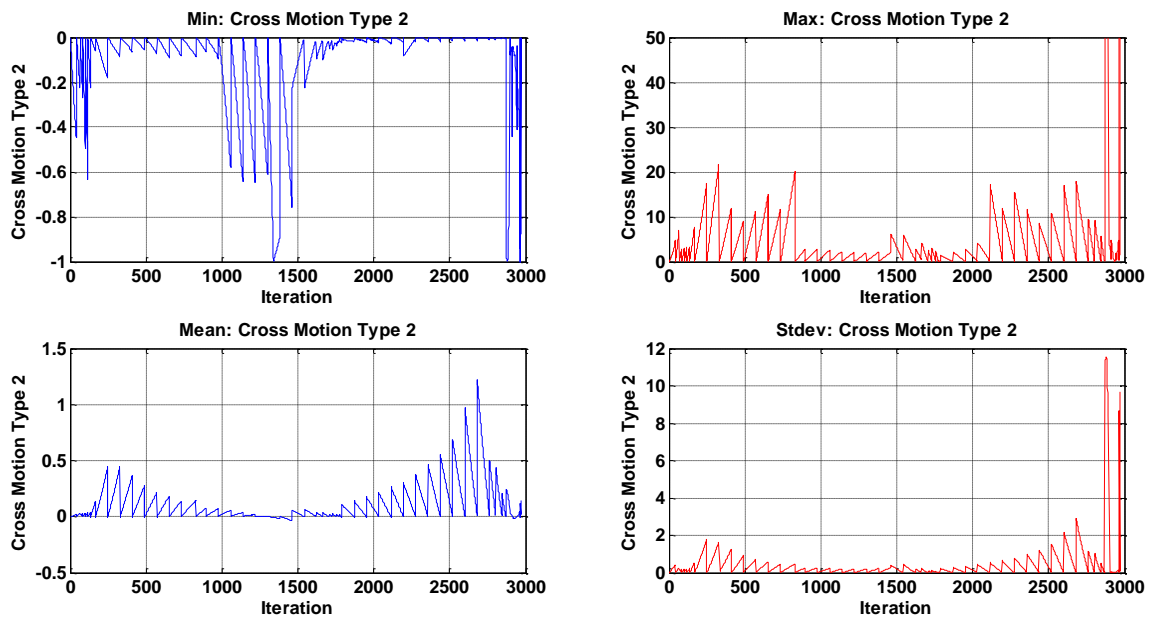 Min: Cross Motion Type 2
Cross Motion Type 2
0
-0.2
-0.4
-0.6
-0.8
-1
0 500 1000 1500 2000 2500 3000
Iteration
Max: Cross Motion Type 2
Cross Motion Type 2
50
40
30
20
10
0
0 500 1000 1500 2000 2500 3000
Iteration
Mean: Cross Motion Type 2
Cross Motion Type 2
1.5
1
0.5
0
-0.5
0 500 1000 1500 2000 2500 3000
Iteration
Stdev: Cross Motion Type 2
Cross Motion Type 2
12
10
8
6
4
2
0
0 500 1000 1500 2000 2500 3000
Iteration